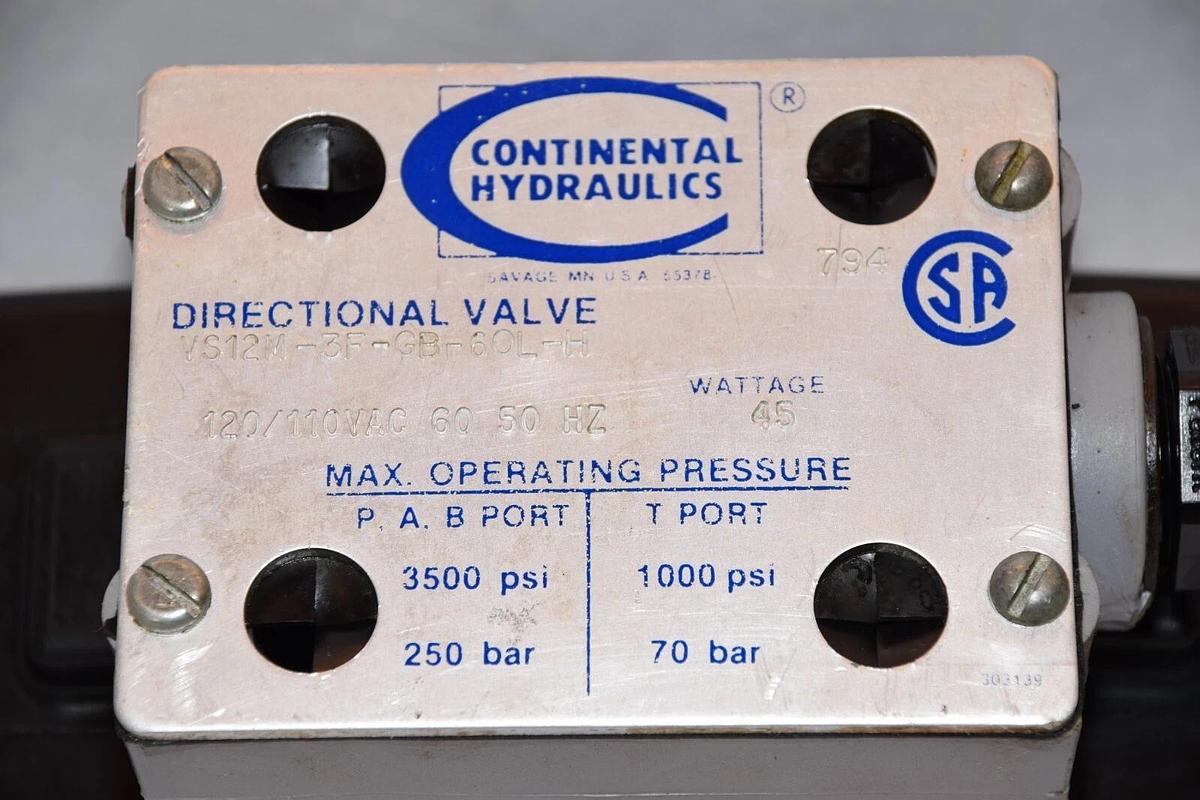 CONTINENTAL
HYDRAULICS
®
SAVAGE MN U.S.A. 55378
794
SA
DIRECTIONAL VALVE
VS12M-3F-GB-60L-H
WATTAGE
120/110VAC 60 50 HZ
45
MAX. OPERATING PRESSURE
P, A, B PORT
T PORT
3500 psi
1000 psi
250 bar
70 bar
303139